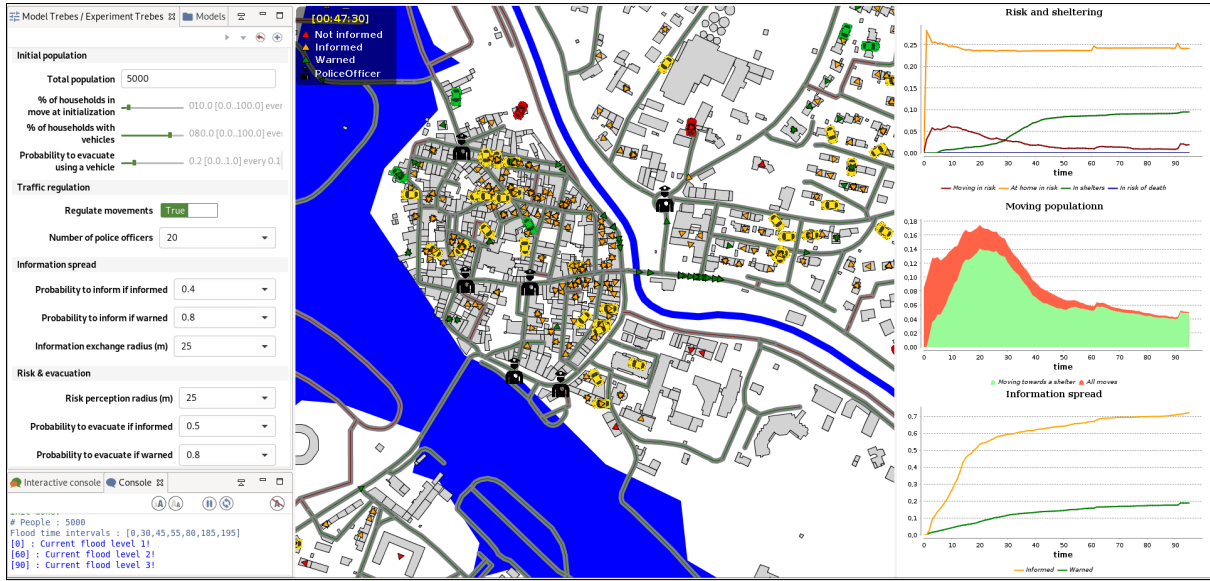 Model Trebes / Experiment Trebes
Models
Initial population
Total population
5000
% of households in
move at initialization
010.0 [0.0..100.0] ever
% of households with
vehicles
080.0 [0.0..100.0] ever
Probability to evacuate
using a vehicle
0.2 [0.0..1.0] every 0.1
Traffic regulation
Regulate movements
True
Number of police officers
20
Information spread
Probability to inform if informed
0.4
Probability to inform if warned
0.8
Information exchange radius (m)
25
Risk & evacuation
Risk perception radius (m)
25
Probability to evacuate if informed
0.5
Probability to evacuate if warned
0.8
Interactive console
Console
# People : 5000
Flood time intervals : [0,30,45,55,80,185,195]
[0] : Current flood level 1!
[60] : Current flood level 2!
[90] : Current flood level 3!
[00:47:30]
Not informed
Informed
Warned
PoliceOfficer
Risk and sheltering
0,25
0,20
0,15
0,10
0,05
0,00
0 10 20 30 40 50 60 70 80 90
time
Moving in risk At home in risk In shelters In risk of death
Moving populationn
0,18
0,16
0,14
0,12
0,10
0,08
0,06
0,04
0,02
0,00
0 10 20 30 40 50 60 70 80 90
time
Moving towards a shelter All moves
Information spread
0,7
0,6
0,5
0,4
0,3
0,2
0,1
0,0
0 10 20 30 40 50 60 70 80 90
time
Informed Warned